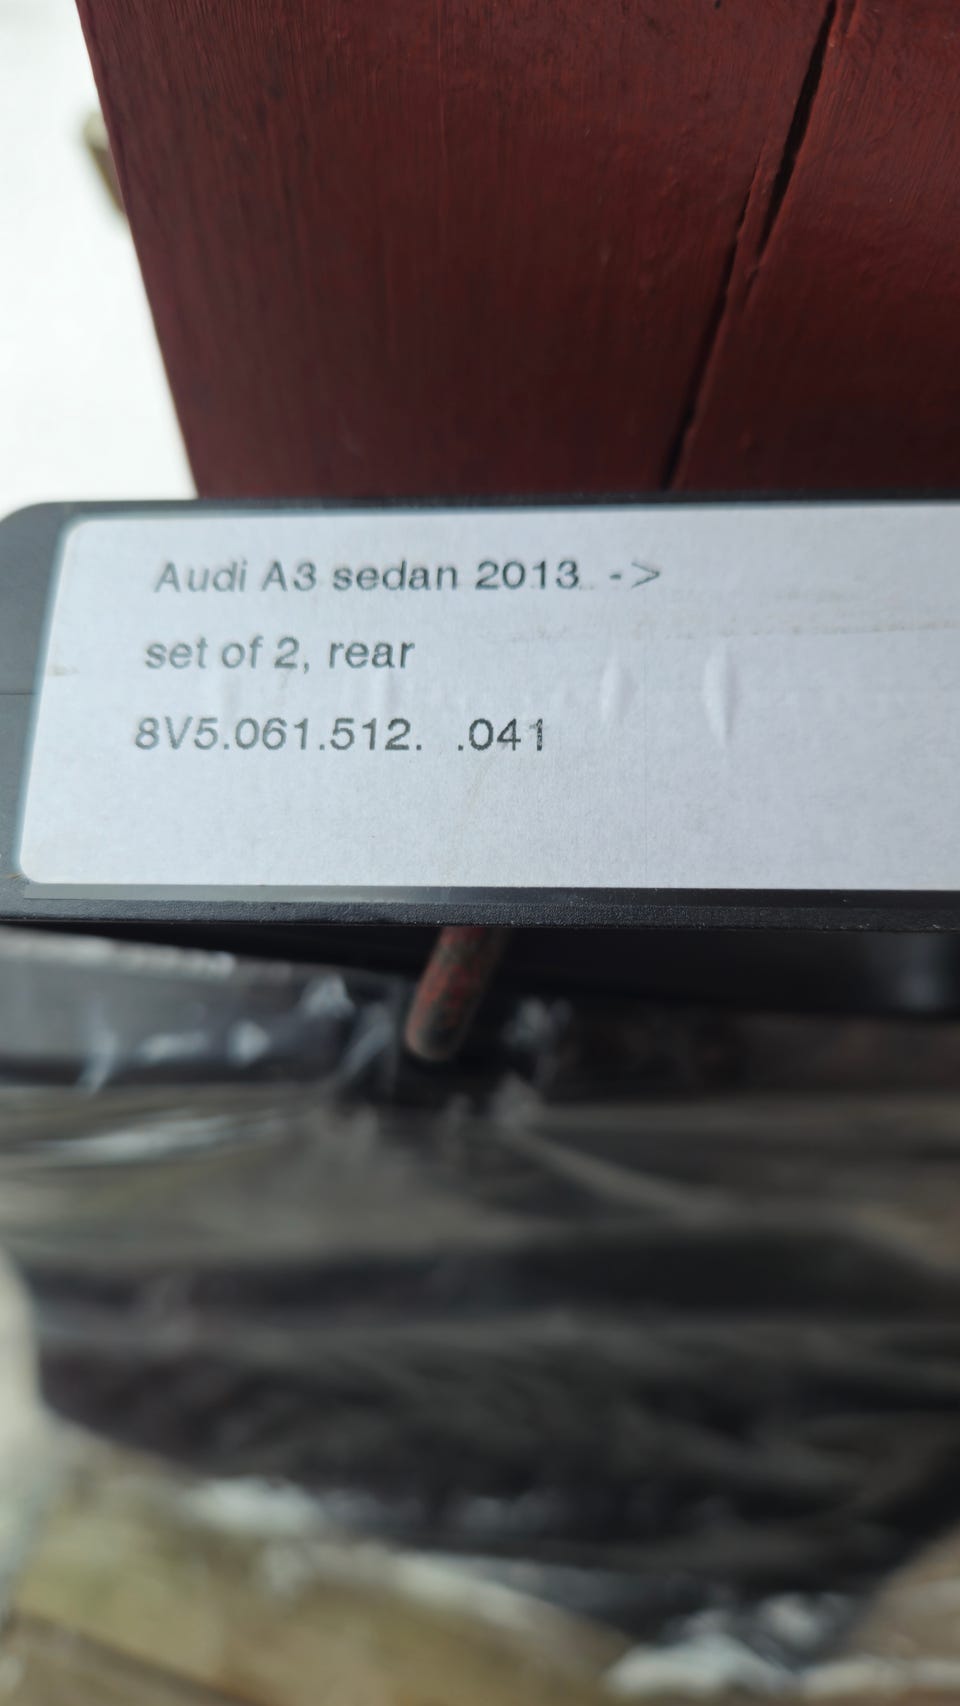 Audi A3 sedan 2013 ->
set of 2, rear
8V5.061.512. .041